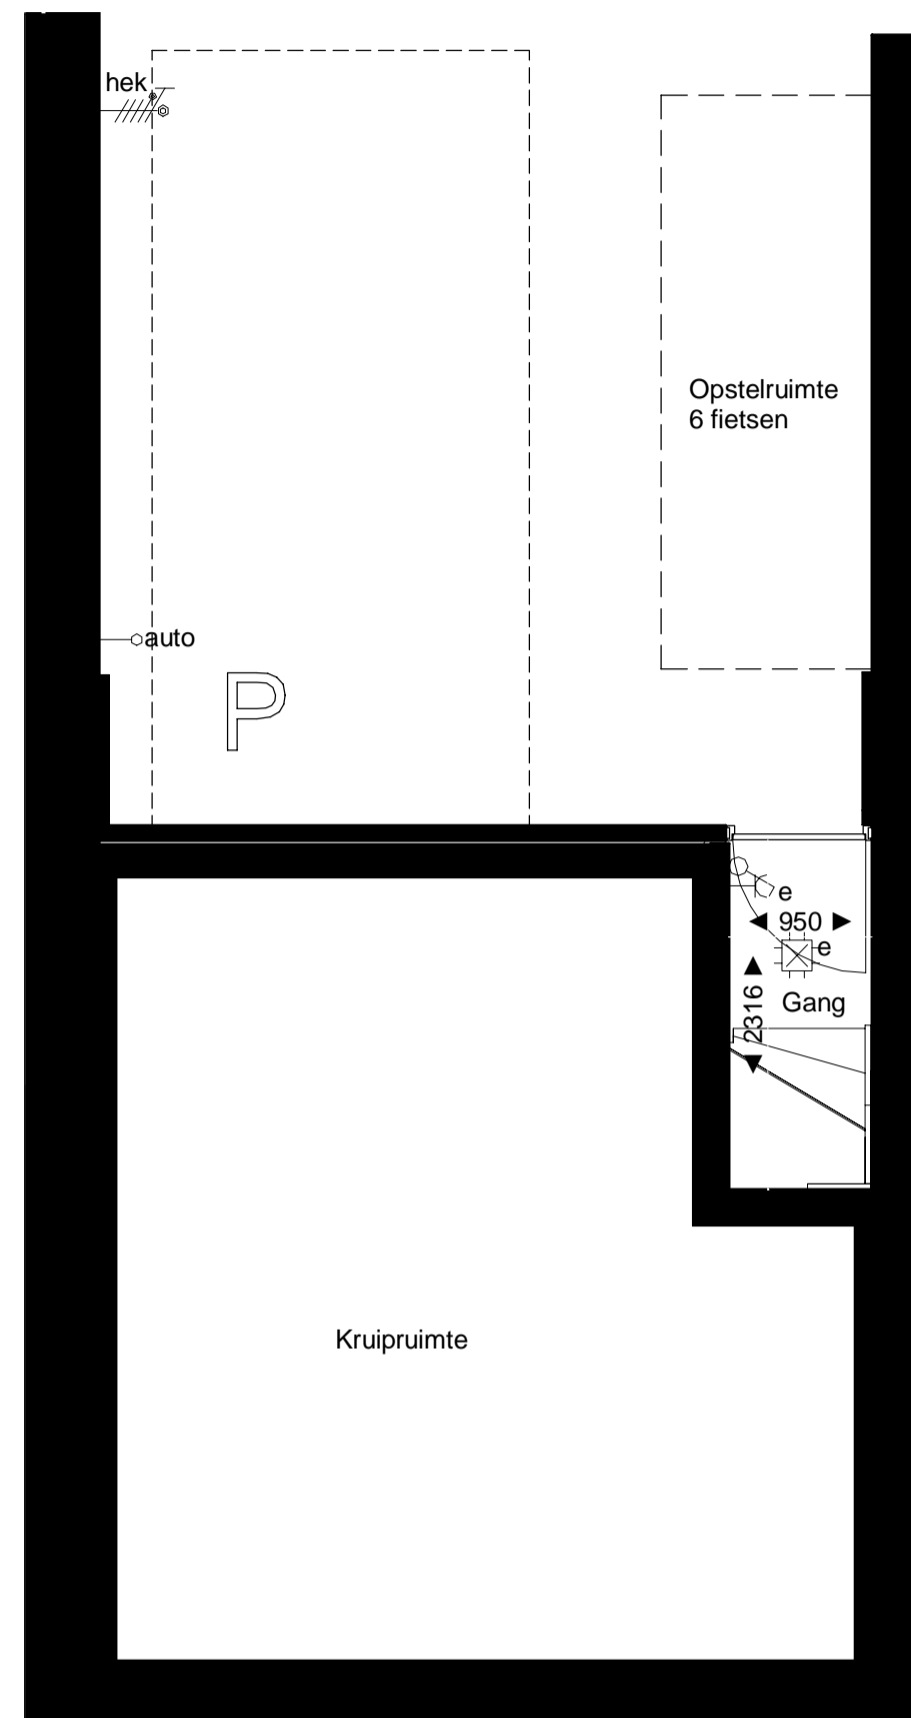 hek
Opstelruimte
6 fietsen
auto
P
e
950
e
2316
Gang
Kruipruimte